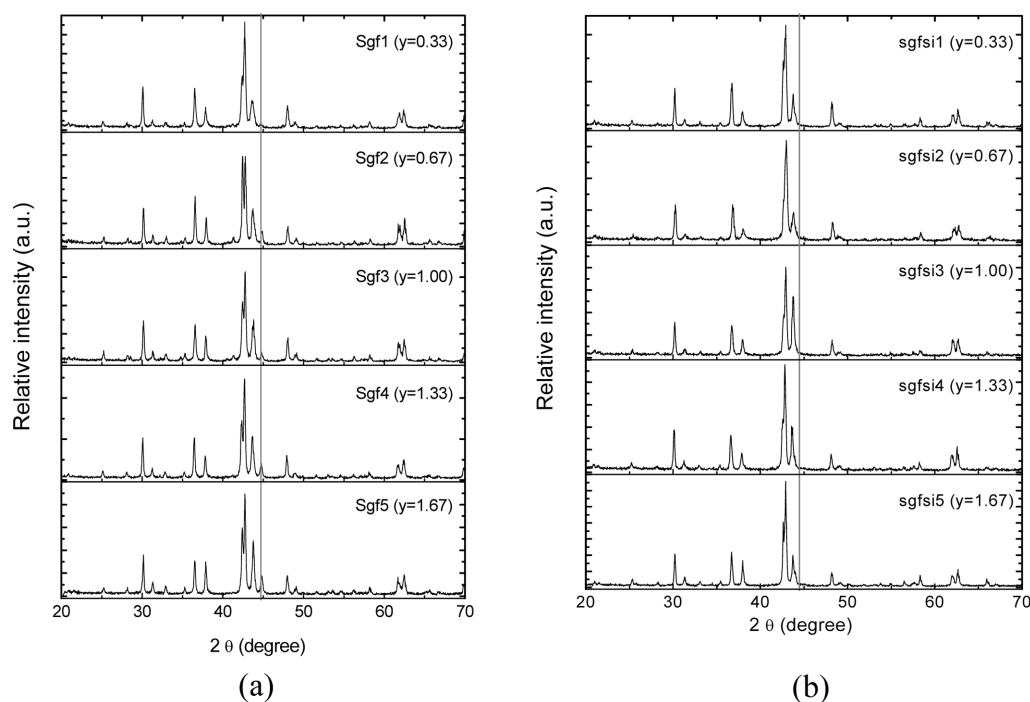 Relative intensity (a.u.)
Sgf1 (y=0.33)
Sgf2 (y=0.67)
Sgf3 (y=1.00)
Sgf4 (y=1.33)
Sgf5 (y=1.67)
20 30 40 50 60 70
2 θ (degree)
(a)
Relative intensity (a.u.)
sgfsi1 (y=0.33)
sgfsi2 (y=0.67)
sgfsi3 (y=1.00)
sgfsi4 (y=1.33)
sgfsi5 (y=1.67)
20 30 40 50 60 70
2 θ (degree)
(b)